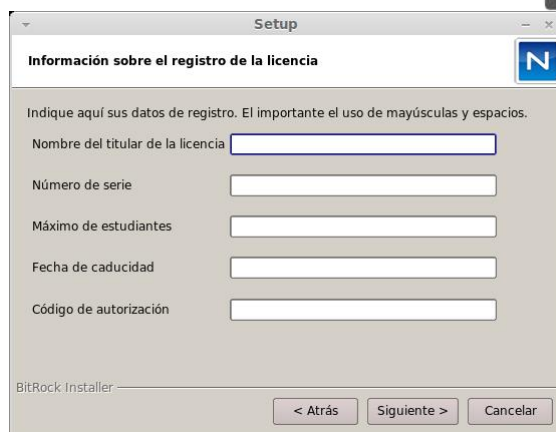 Setup
Información sobre el registro de la licencia
N
Indique aquí sus datos de registro. El importante el uso de mayúsculas y espacios.
Nombre del titular de la licencia
Número de serie
Máximo de estudiantes
Fecha de caducidad
Código de autorización
BitRock Installer
< Atrás Siguiente > Cancelar